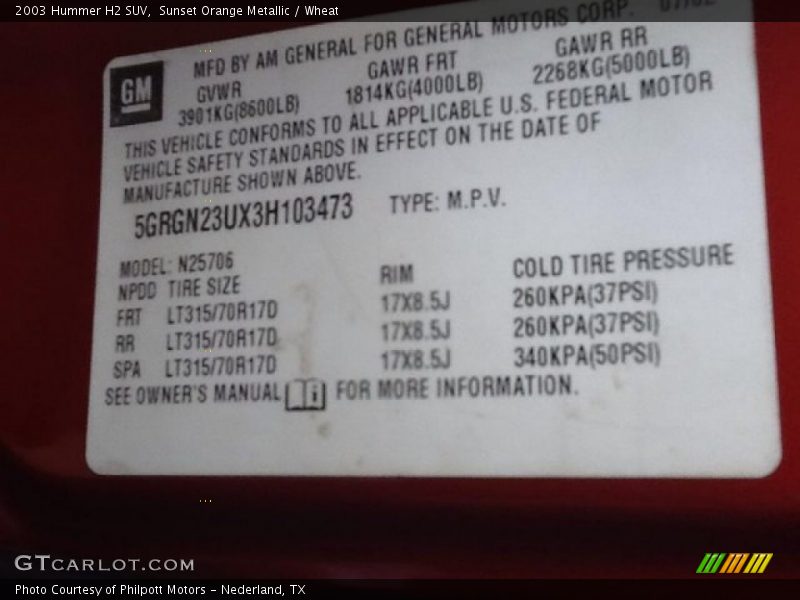 2003 Hummer H2 SUV, Sunset Orange Metallic / Wheat
MFD BY AM GENERAL FOR GENERAL MOTORS CORP. 07/02
GM
GVWR GAWR FRT GAWR RR
3901KG(8600LB) 1814KG(4000LB) 2268KG(5000LB)
THIS VEHICLE CONFORMS TO ALL APPLICABLE U.S. FEDERAL MOTOR
VEHICLE SAFETY STANDARDS IN EFFECT ON THE DATE OF
MANUFACTURE SHOWN ABOVE.
5GRGN23UX3H103473 TYPE: M.P.V.
MODEL: N25706
NPDD TIRE SIZE RIM COLD TIRE PRESSURE
FRT LT315/70R17D 17X8.5J 260KPA(37PSI)
RR LT315/70R17D 17X8.5J 260KPA(37PSI)
SPA LT315/70R17D 17X8.5J 340KPA(50PSI)
SEE OWNER'S MANUAL FOR MORE INFORMATION.
GTCARLOT.COM
Photo Courtesy of Philpott Motors - Nederland, TX